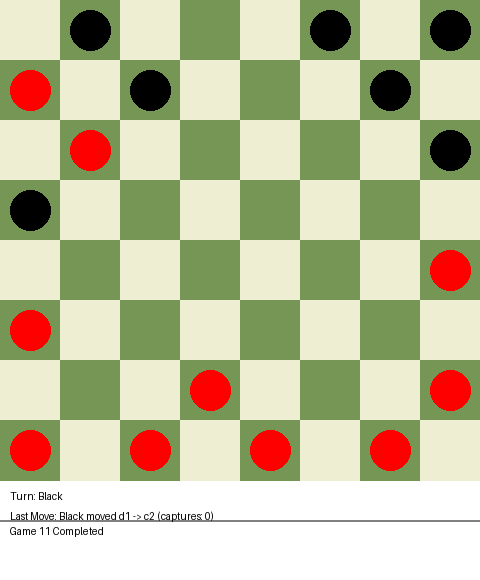 Turn: Black
Last Move: Black moved d1 -> c2 (captures: 0)
Game 11 Completed